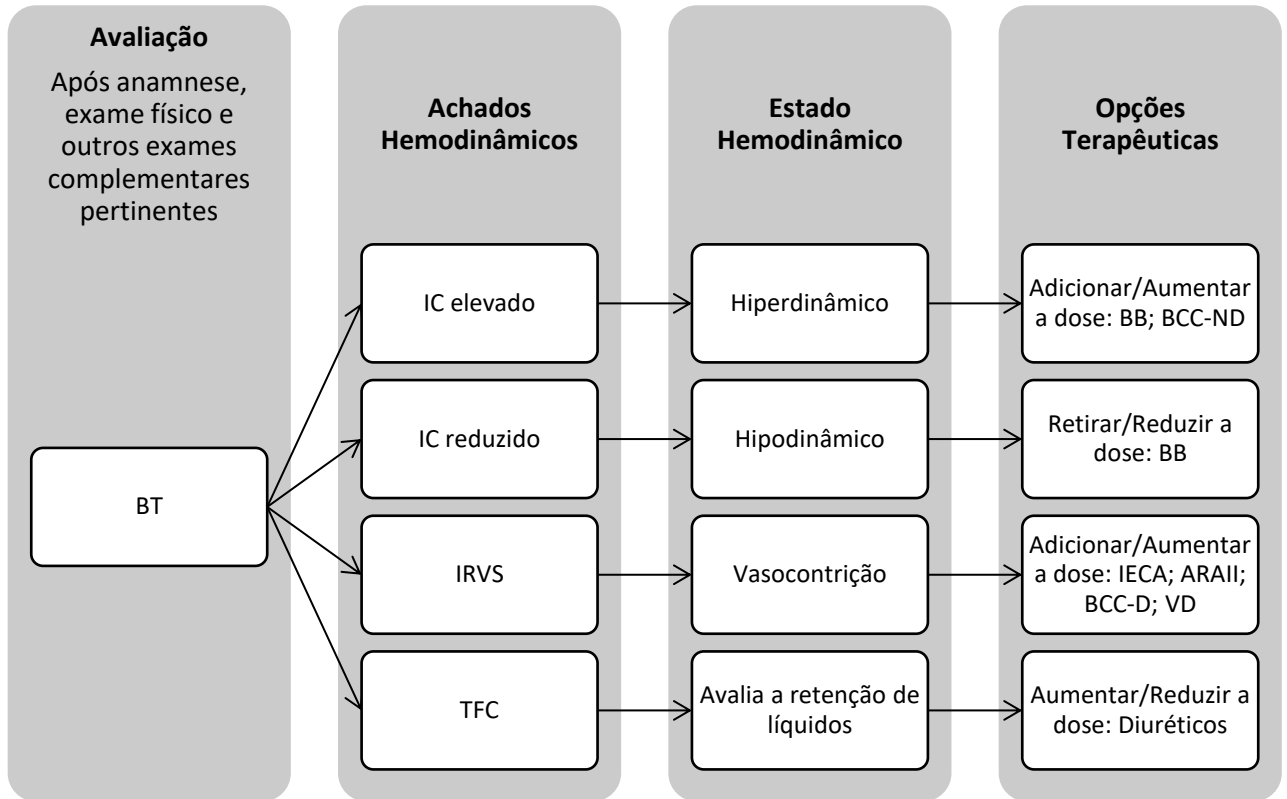 Avaliação
Após anamnese,
exame físico e
outros exames
complementares
pertinentes
BT
Achados
Hemodinâmicos
IC elevado
IC reduzido
IRVS
TFC
Estado
Hemodinâmico
Hiperdinâmico
Hipodinâmico
Vasocontrição
Avalia a retenção de
líquidos
Opções
Terapêuticas
Adicionar/Aumentar
a dose: BB; BCC-ND
Retirar/Reduzir a
dose: BB
Adicionar/Aumentar
a dose: IECA; ARAII;
BCC-D; VD
Aumentar/Reduzir a
dose: Diuréticos